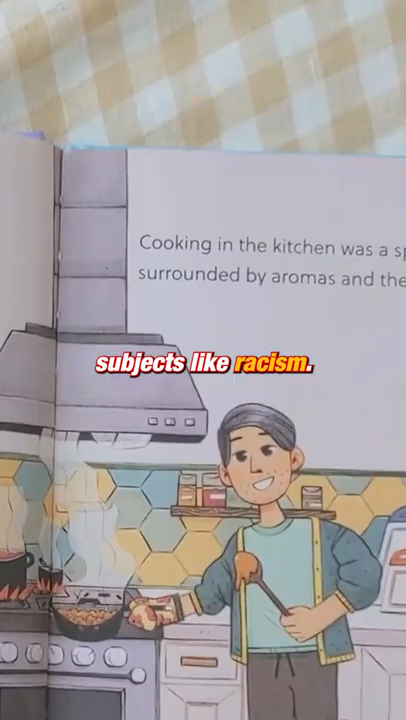 Cooking in the kitchen was a
surrounded by aromas and the
subjects like racism.